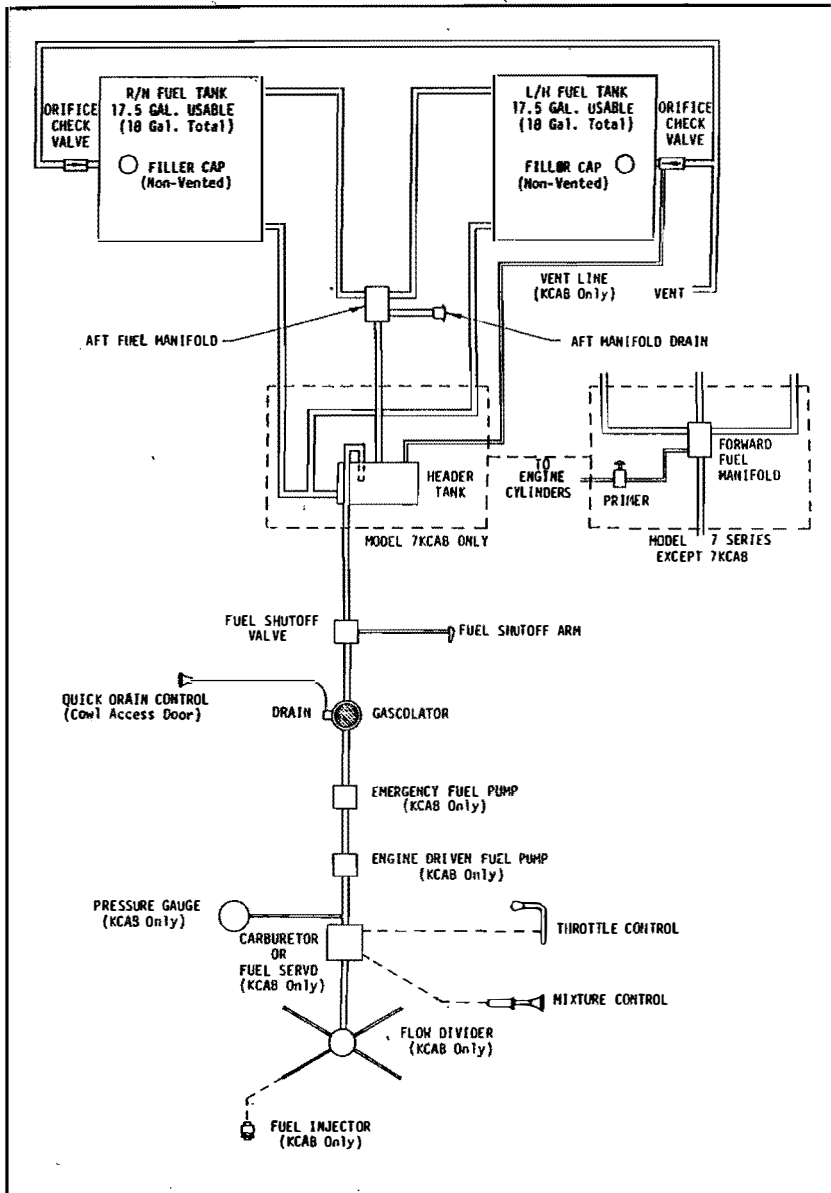 R/H FUEL TANK
17.5 GAL. USABLE
(18 Gal. Total)
FILLER CAP
(Non-Vented)
ORIFICE
CHECK
VALVE
L/H FUEL TANK
17.5 GAL. USABLE
(18 Gal. Total)
FILLER CAP
(Non-Vented)
ORIFICE
CHECK
VALVE
VENT LINE
(KCAB Only)
VENT
AFT FUEL MANIFOLD
AFT MANIFOLD DRAIN
HEADER
TANK
MODEL 7KCAB ONLY
TO
ENGINE
CYLINDERS
PRIMER
FORWARD
FUEL
MANIFOLD
MODEL 7 SERIES
EXCEPT 7KCAB
FUEL SHUTOFF
VALVE
FUEL SHUTOFF ARM
QUICK DRAIN CONTROL
(Cowl Access Door)
DRAIN
GASCOLATOR
EMERGENCY FUEL PUMP
(KCAB Only)
ENGINE DRIVEN FUEL PUMP
(KCAB Only)
PRESSURE GAUGE
(KCAB Only)
CARBURETOR
OR
FUEL SERVO
(KCAB Only)
THROTTLE CONTROL
MIXTURE CONTROL
FLOW DIVIDER
(KCAB Only)
FUEL INJECTOR
(KCAB Only)